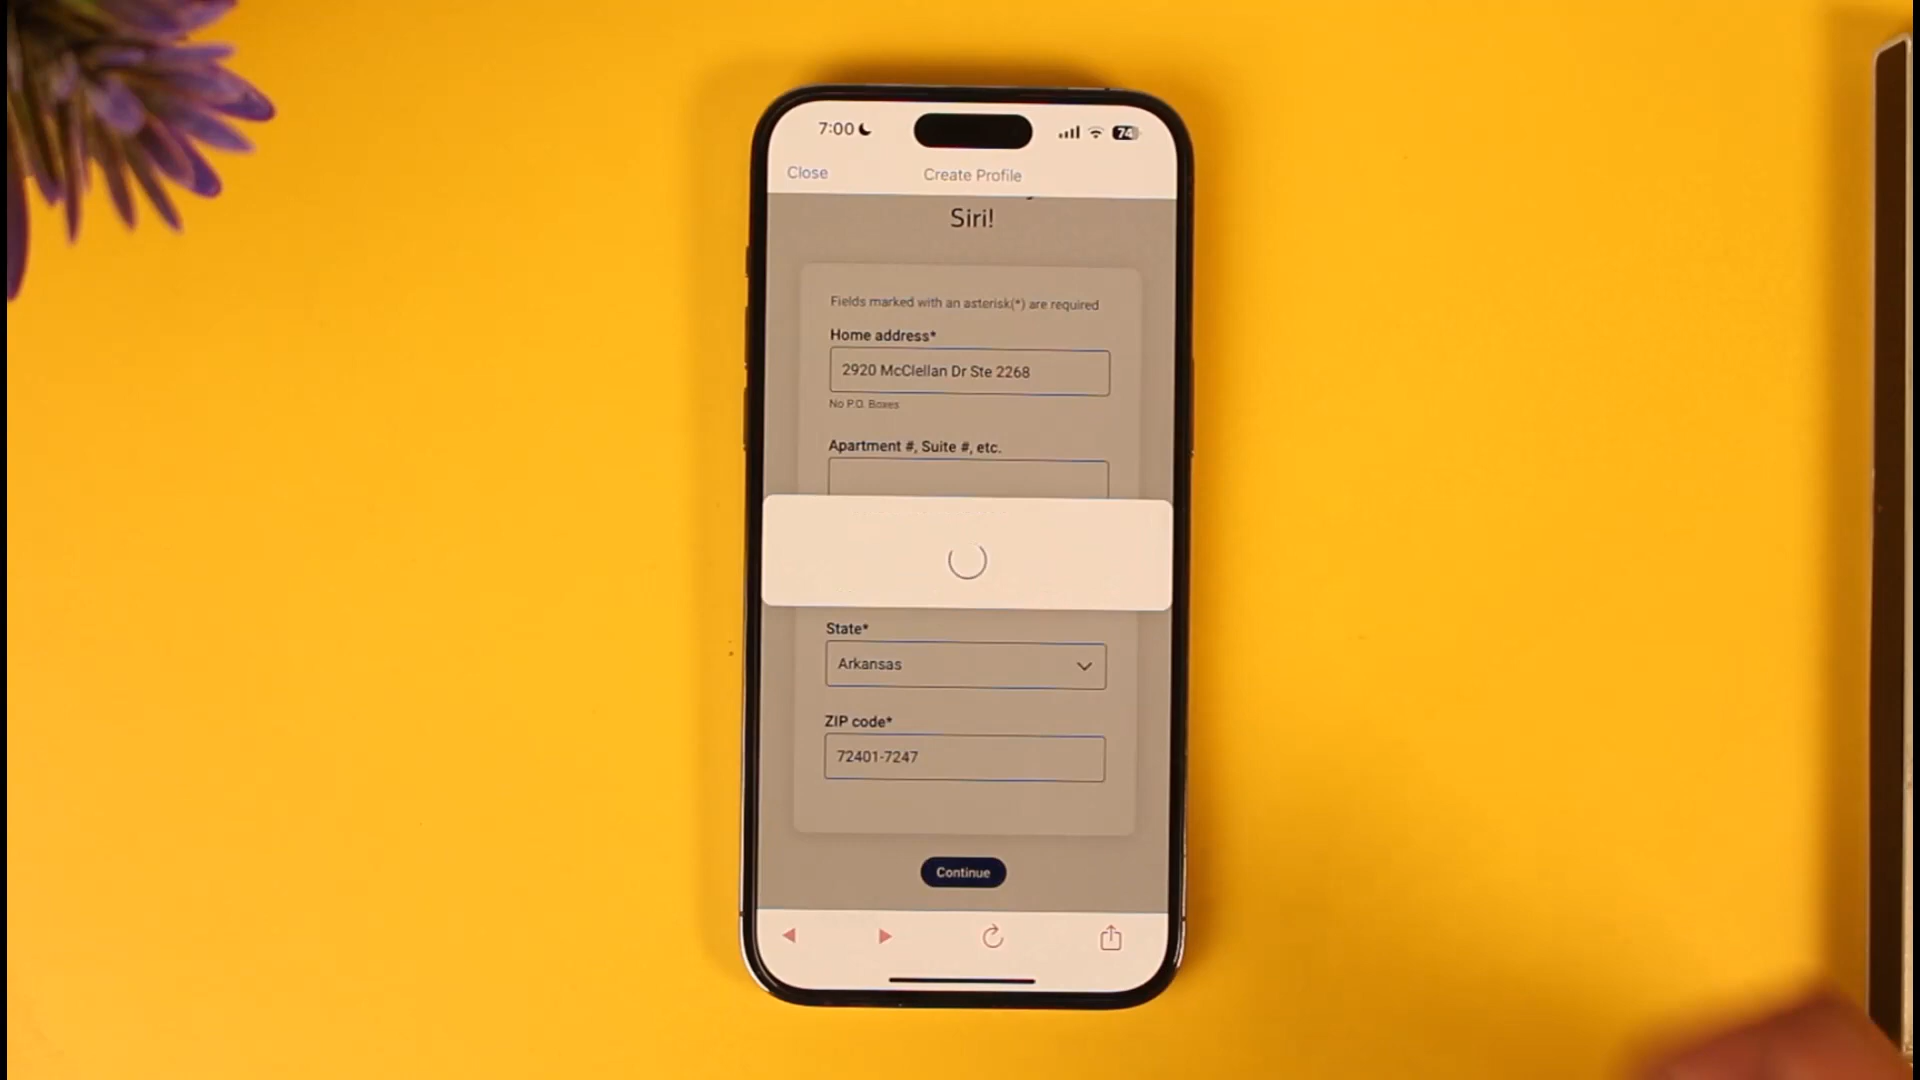 7:00
74
Close
Create Profile
Siri!
Fields marked with an asterisk(*) are required
Home address*
2920 McClellan Dr Ste 2268
No P.O. Boxes
Apartment #, Suite #, etc.
State*
Arkansas
ZIP code*
72401-7247
Continue